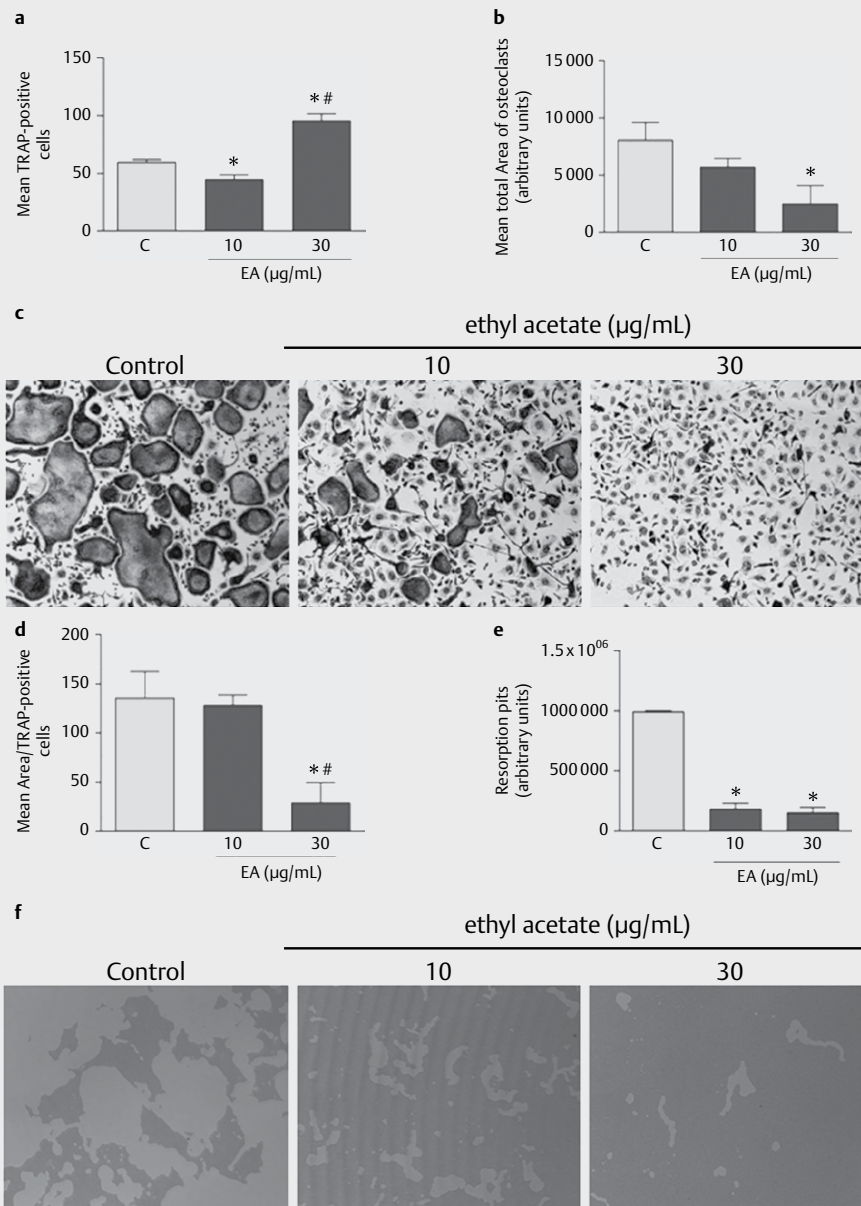 a
Mean TRAP-positive
cells
150
100
50
0
*
* #
C
10
30
EA (µg/mL)
b
Mean total Area of osteoclasts
(arbitrary units)
15 000
10 000
5 000
0
*
C
10
30
EA (µg/mL)
c
ethyl acetate (µg/mL)
Control
10
30
d
Mean Area/TRAP-positive
cells
200
150
100
50
0
* #
C
10
30
EA (µg/mL)
e
Resorption pits
(arbitrary units)
1.5 x 10⁰⁶
1000 000
500 000
0
*
*
C
10
30
EA (µg/mL)
f
ethyl acetate (µg/mL)
Control
10
30